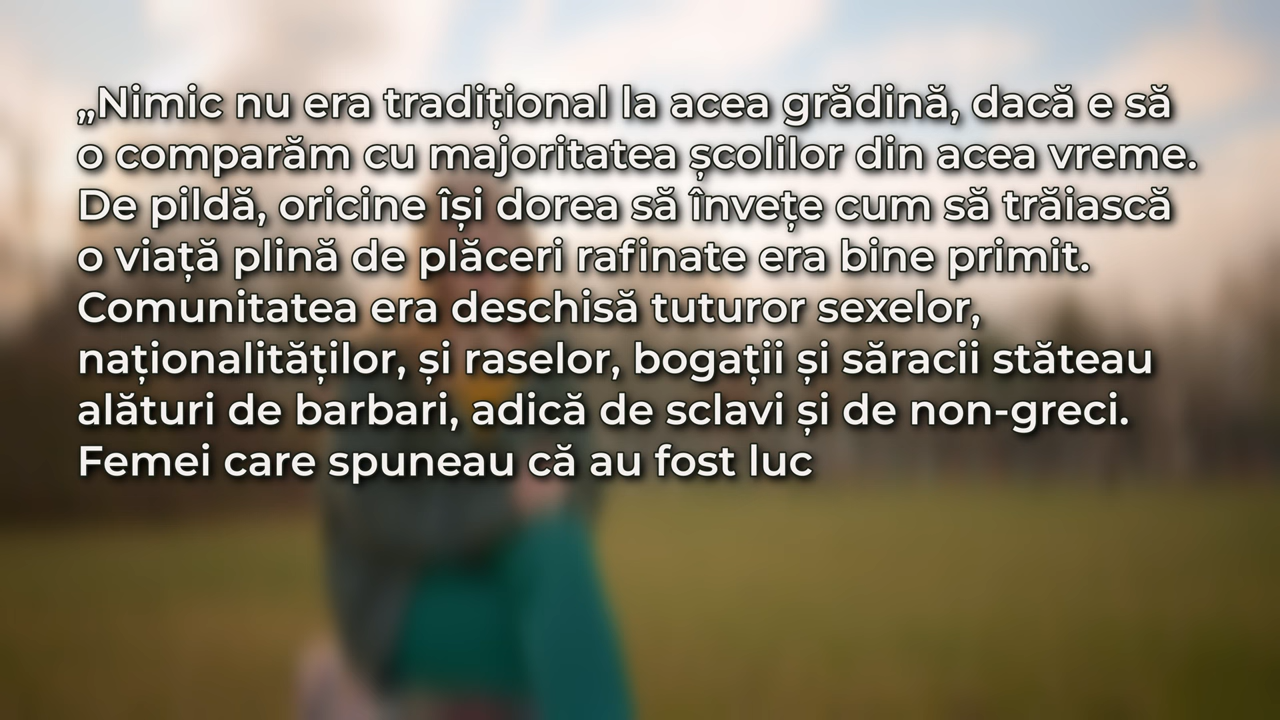 „Nimic nu era tradițional la acea grădină, dacă e să
o comparăm cu majoritatea școlilor din acea vreme.
De pildă, oricine își dorea să învețe cum să trăiască
o viață plină de plăceri rafinate era bine primit.
Comunitatea era deschisă tuturor sexelor,
naționalităților, și raselor, bogații și săracii stăteau
alături de barbari, adică de sclavi și de non-greci.
Femei care spuneau că au fost luc